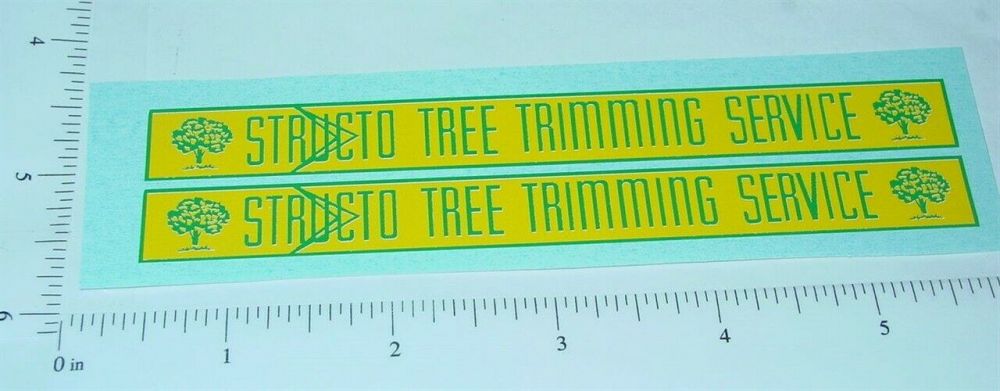 4
STRUCTO TREE TRIMMING SERVICE
5
STRUCTO TREE TRIMMING SERVICE
6
0 in 1 2 3 4 5